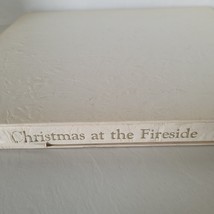 Christmas at the Fireside